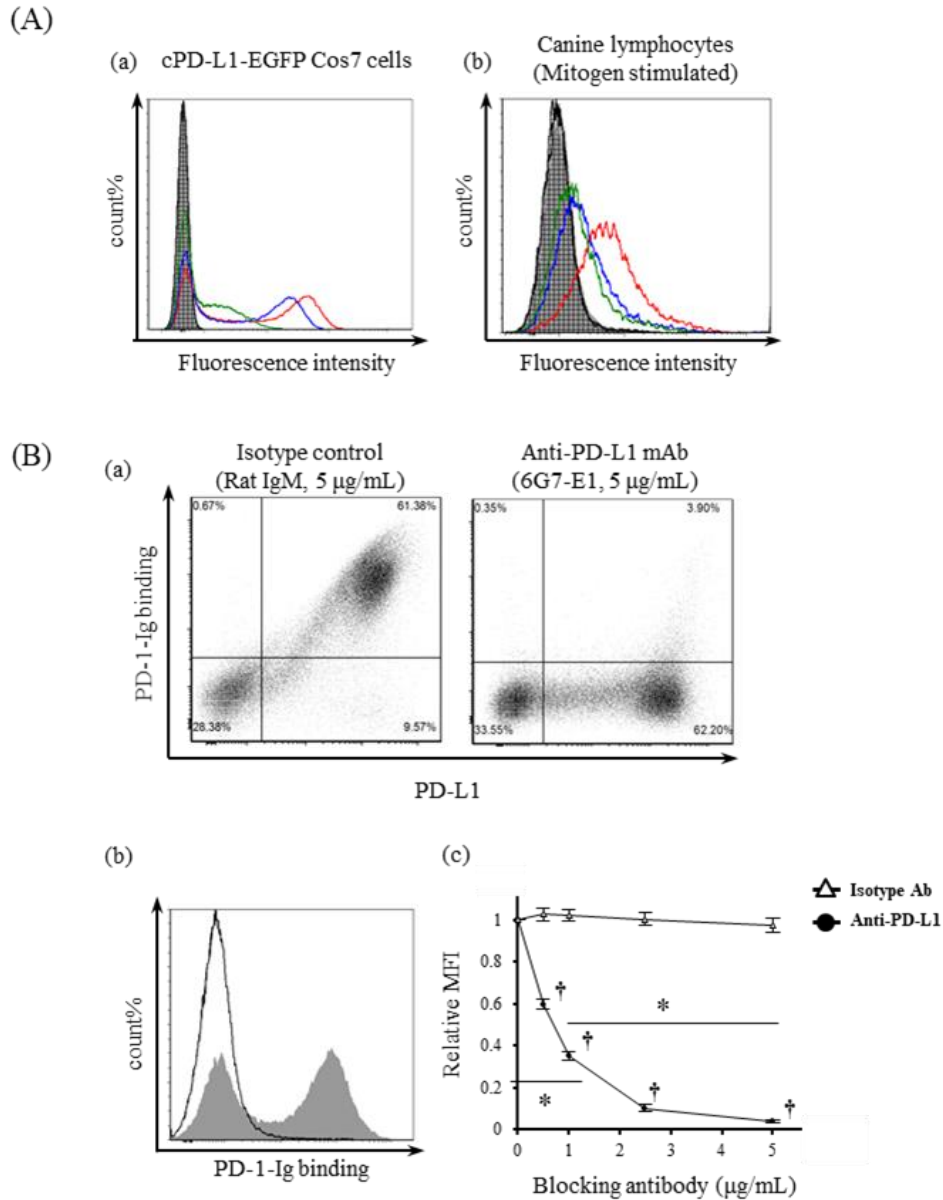 (A)
(a) cPD-L1-EGFP Cos7 cells
(b) Canine lymphocytes
(Mitogen stimulated)
count%
count%
Fluorescence intensity
Fluorescence intensity
(B)
(a)
Isotype control
(Rat IgM, 5 μg/mL)
Anti-PD-L1 mAb
(6G7-E1, 5 μg/mL)
0.67%
61.38%
0.35%
3.90%
PD-1-Ig binding
28.38%
9.57%
33.55%
62.20%
PD-L1
(b)
count%
PD-1-Ig binding
(c)
Isotype Ab
Anti-PD-L1
Relative MFI
1
0.8
0.6
0.4
0.2
0
†
*
†
*
†
†
0 1 2 3 4 5
Blocking antibody (μg/mL)